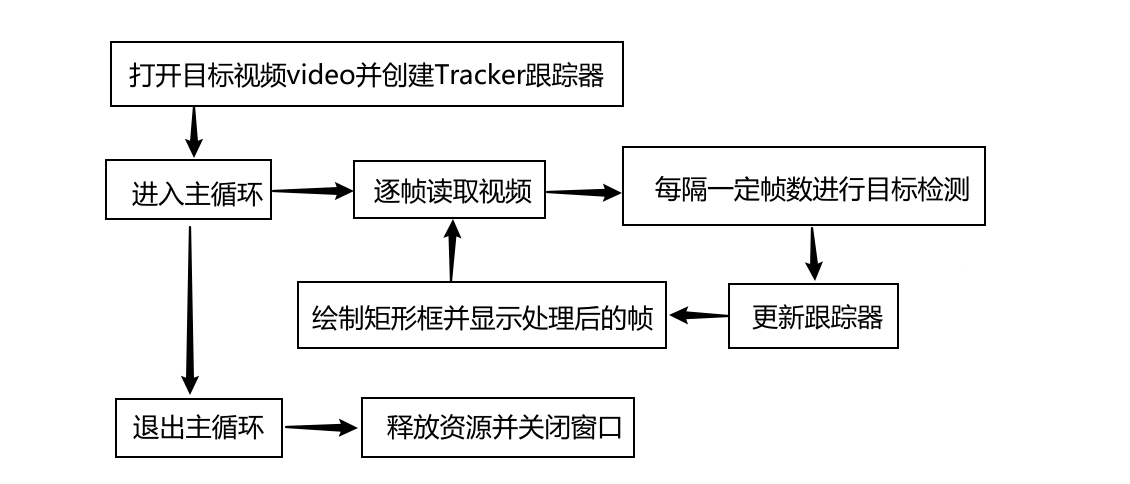 打开目标视频video并创建Tracker跟踪器
进入主循环
逐帧读取视频
每隔一定帧数进行目标检测
绘制矩形框并显示处理后的帧
更新跟踪器
退出主循环
释放资源并关闭窗口